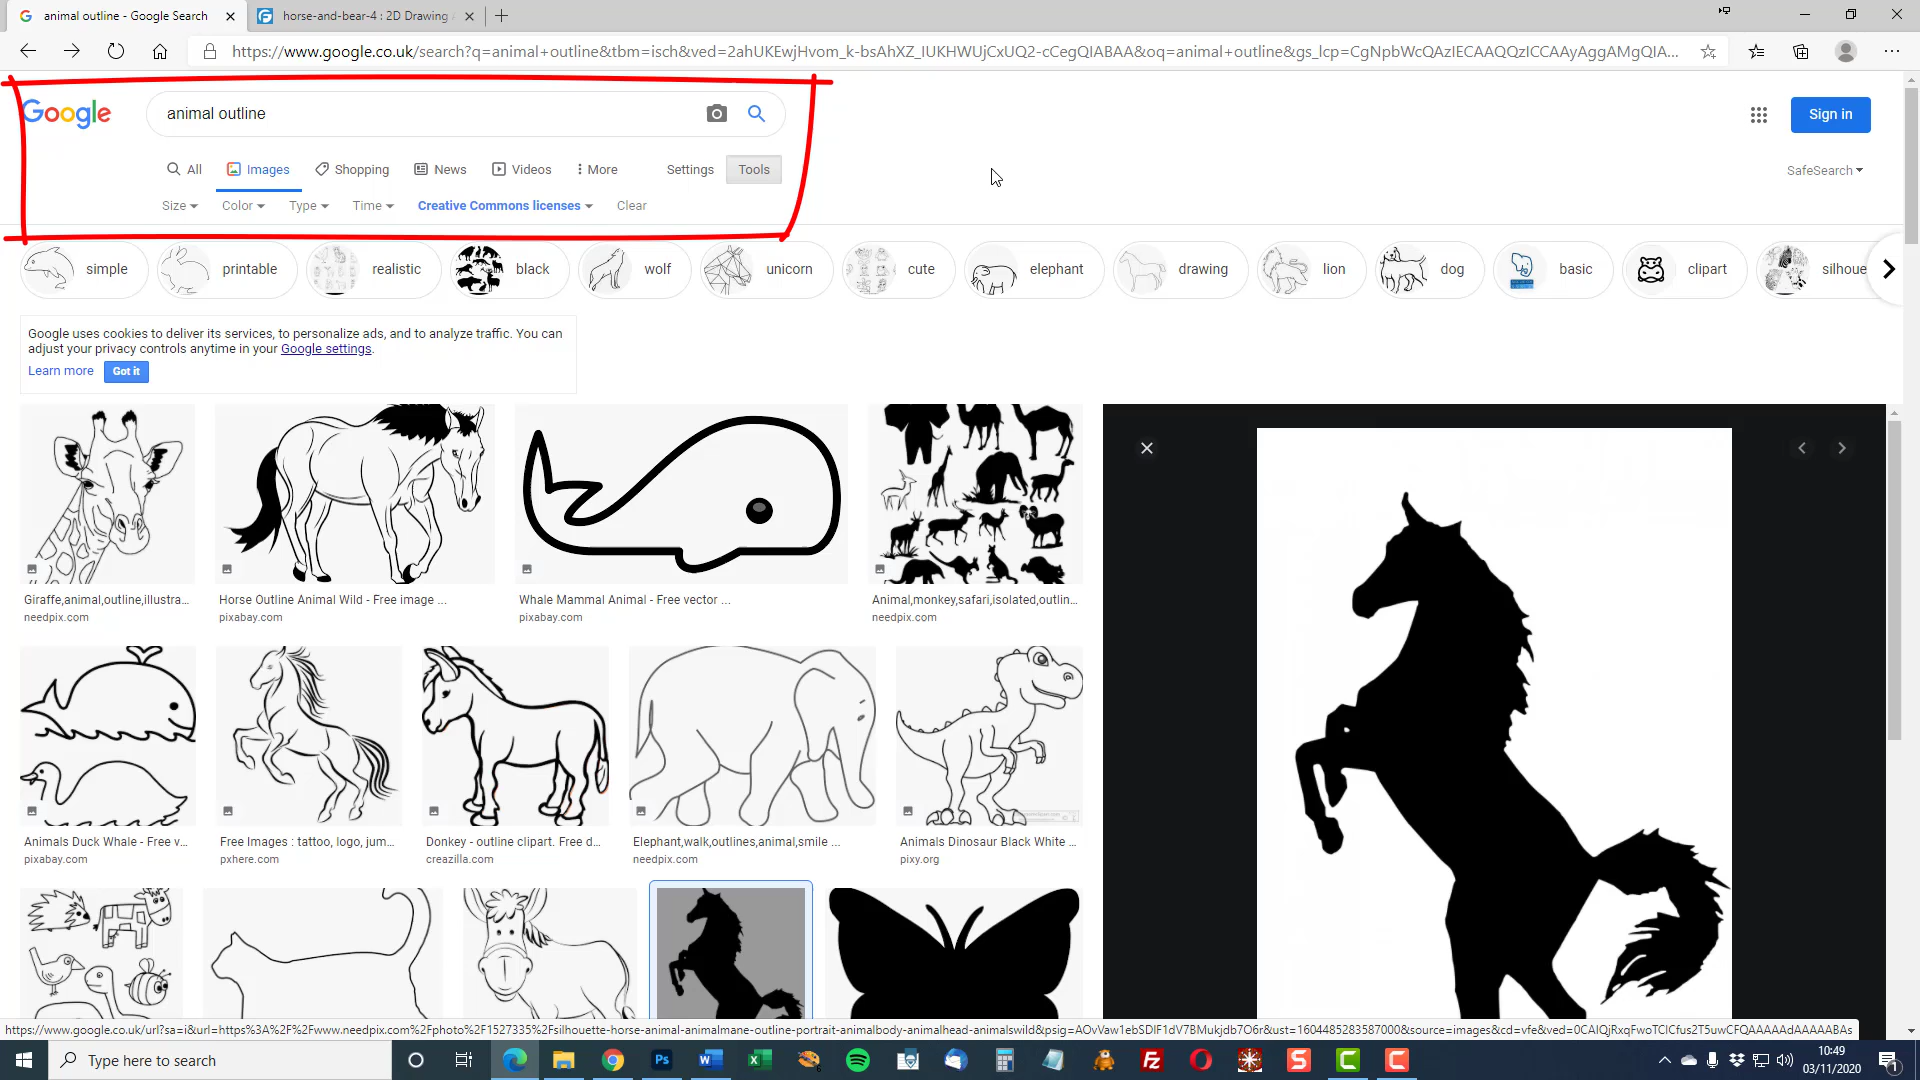 animal outline - Google Search
horse-and-bear-4 : 2D Drawing
https://www.google.co.uk/search?q=animal+outline&tbm=isch&ved=2ahUKEwjHvom_k-bsAhXZ_IUKHWUjCxUQ2-cCegQIABAA&oq=animal+outline&gs_lcp=CgNpbWcQAzIECAAQQzICCAAyAggAMgQIA...
Google
animal outline
Sign in
All
Images
Shopping
News
Videos
More
Settings
Tools
SafeSearch
Size
Color
Type
Time
Creative Commons licenses
Clear
simple
printable
realistic
black
wolf
unicorn
cute
elephant
drawing
lion
dog
basic
clipart
silhoue
Google uses cookies to deliver its services, to personalize ads, and to analyze traffic. You can
adjust your privacy controls anytime in your Google settings.
Learn more
Got it
Giraffe,animal,outline,illustra...
needpix.com
Horse Outline Animal Wild - Free image ...
pixabay.com
Whale Mammal Animal - Free vector ...
pixabay.com
Animal,monkey,safari,isolated,outlin...
needpix.com
Animals Duck Whale - Free v...
pixabay.com
Free Images : tattoo, logo, jum...
pxhere.com
Donkey - outline clipart. Free d...
creazilla.com
Elephant,walk,outlines,animal,smile ...
needpix.com
Animals Dinosaur Black White ...
pixy.org
https://www.google.co.uk/url?sa=i&url=https%3A%2F%2Fwww.needpix.com%2Fphoto%2F1527335%2Fsilhouette-horse-animal-animalmane-outline-portrait-animalbody-animalhead-animalswild&psig=AOvVaw1ebSDIF1dV7BMukjdb7O6r&ust=1604485283587000&source=images&cd=vfe&ved=0CAIQjRxqFwoTCICfus2T5uwCFQAAAAAdAAAAABAs
Type here to search
10:49
03/11/2020